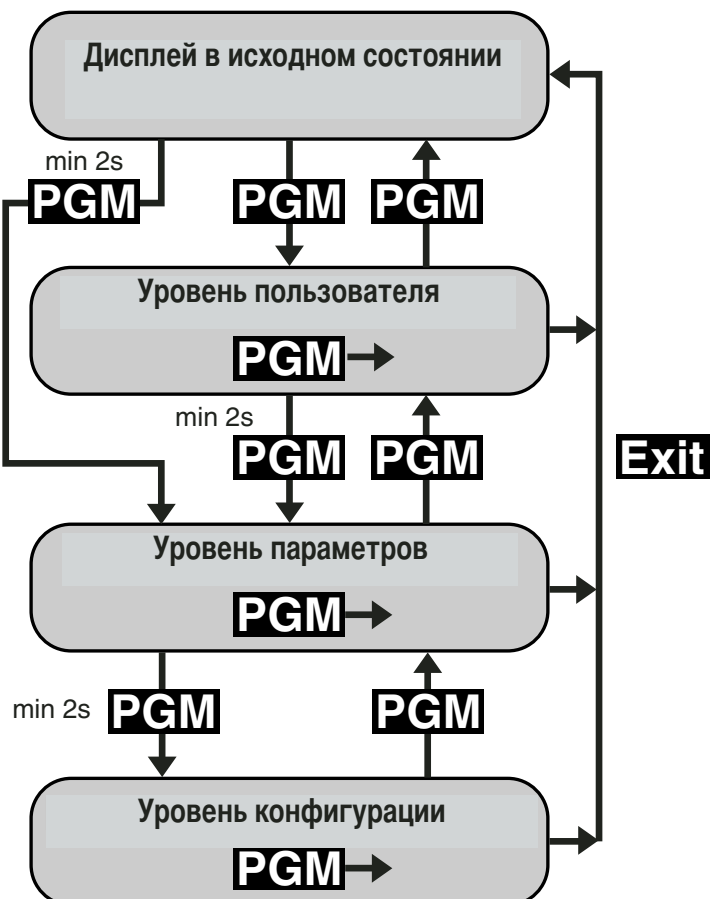 Дисплей в исходном состоянии
min 2s
PGM PGM PGM
Уровень пользователя
PGM
min 2s
PGM PGM
Exit
Уровень параметров
PGM
min 2s PGM PGM
Уровень конфигурации
PGM